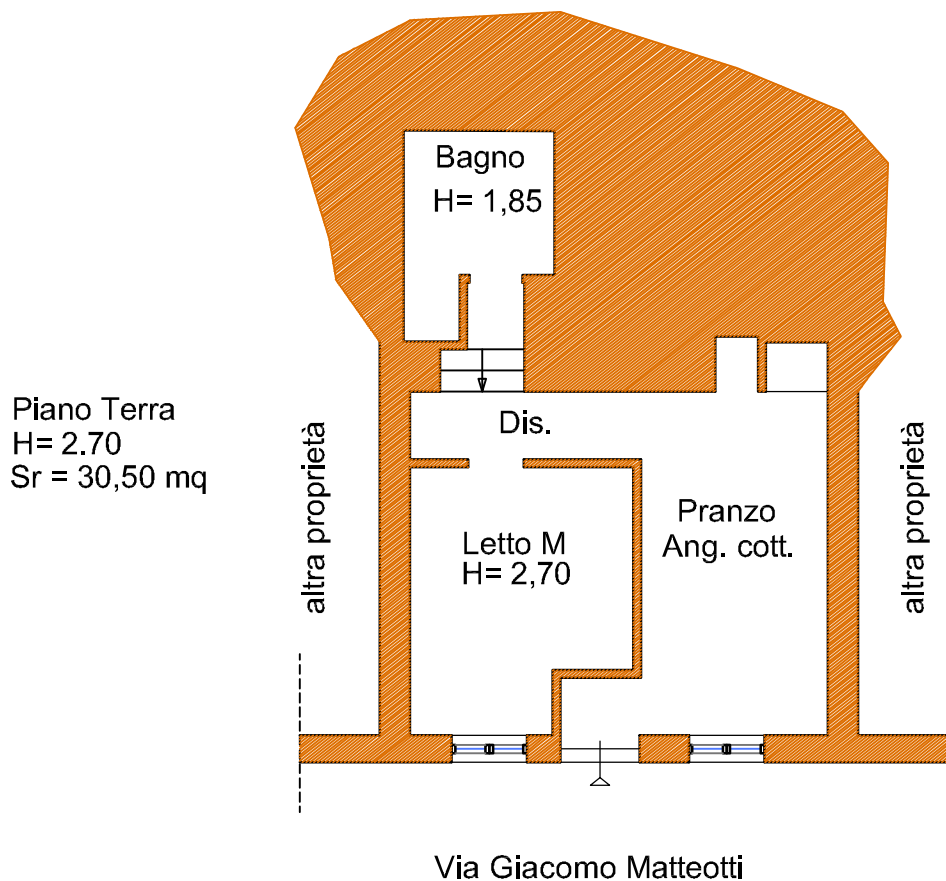 Bagno
H= 1,85
Piano Terra
H= 2.70
Sr = 30,50 mq
altra proprietà
Dis.
Letto M
H= 2,70
Pranzo
Ang. cott.
altra proprietà
Via Giacomo Matteotti